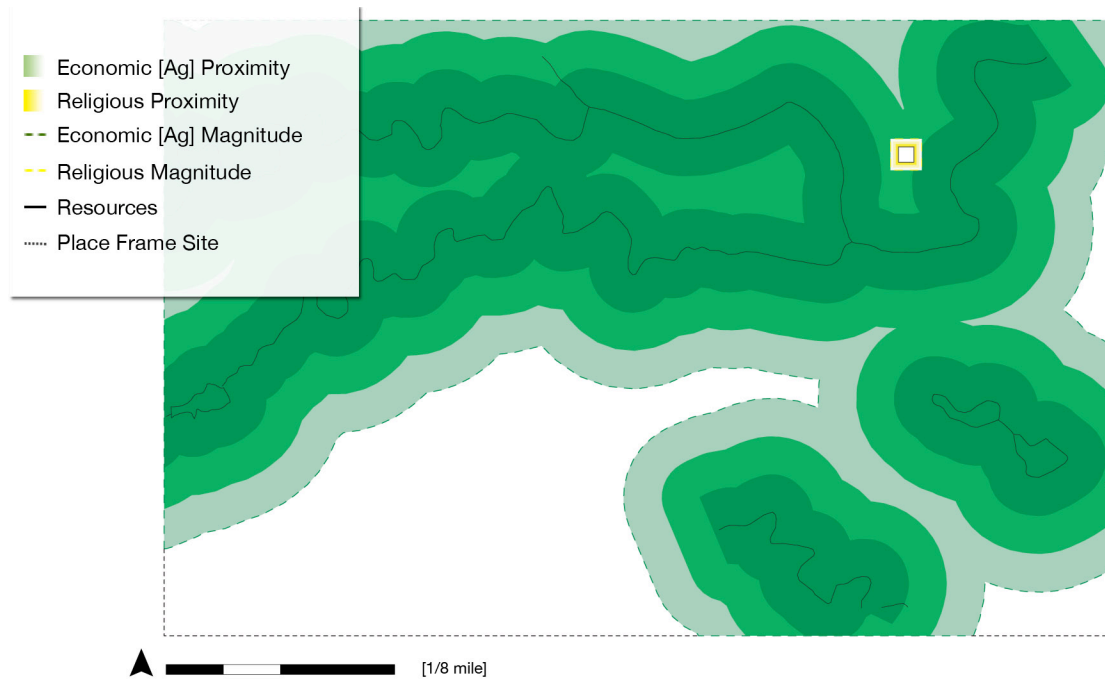 Economic [Ag] Proximity
Religious Proximity
Economic [Ag] Magnitude
Religious Magnitude
Resources
Place Frame Site
[1/8 mile]